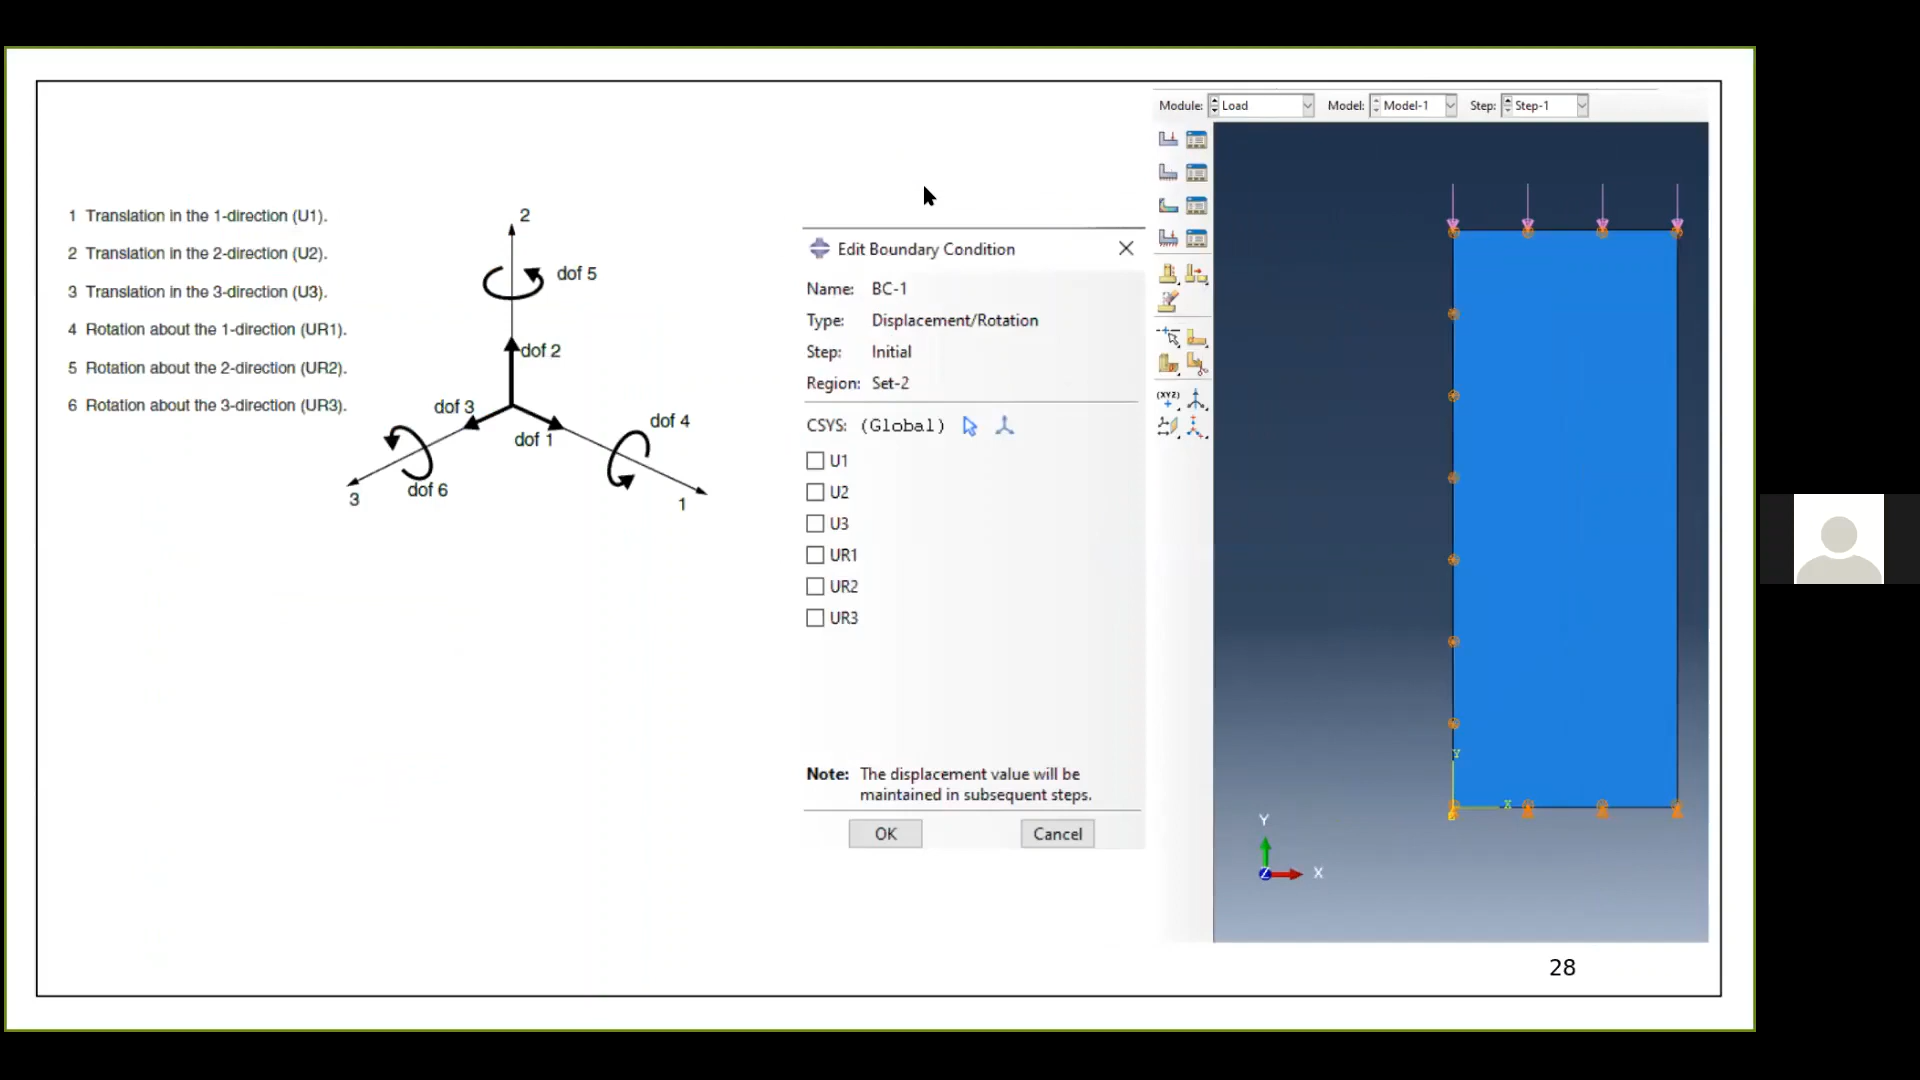 Module: Load Model: Model-1 Step: Step-1
1 Translation in the 1-direction (U1).
2 Translation in the 2-direction (U2).
3 Translation in the 3-direction (U3).
4 Rotation about the 1-direction (UR1).
5 Rotation about the 2-direction (UR2).
6 Rotation about the 3-direction (UR3).
2
dof 5
dof 2
dof 3
dof 1
dof 4
dof 6
3
1
Edit Boundary Condition
Name: BC-1
Type: Displacement/Rotation
Step: Initial
Region: Set-2
CSYS: (Global)
U1
U2
U3
UR1
UR2
UR3
Note: The displacement value will be
maintained in subsequent steps.
OK Cancel
(XYZ)
Y
X
Y
Z X
28